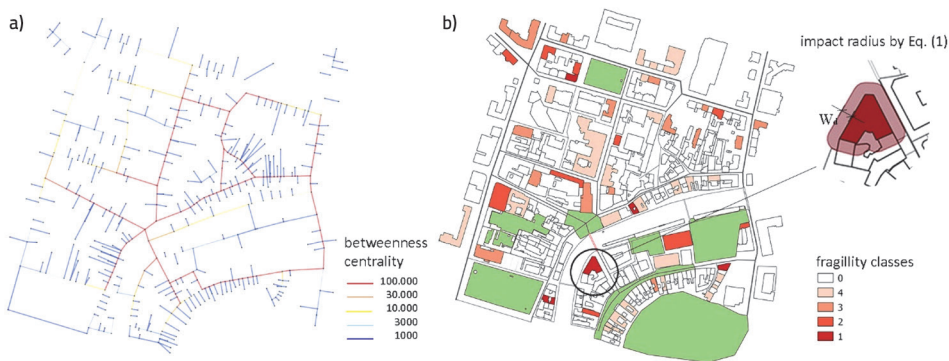 a)
betweenness
centrality
100.000
30.000
10.000
3000
1000
b)
impact radius by Eq. (1)
Wd
fragillity classes
0
4
3
2
1